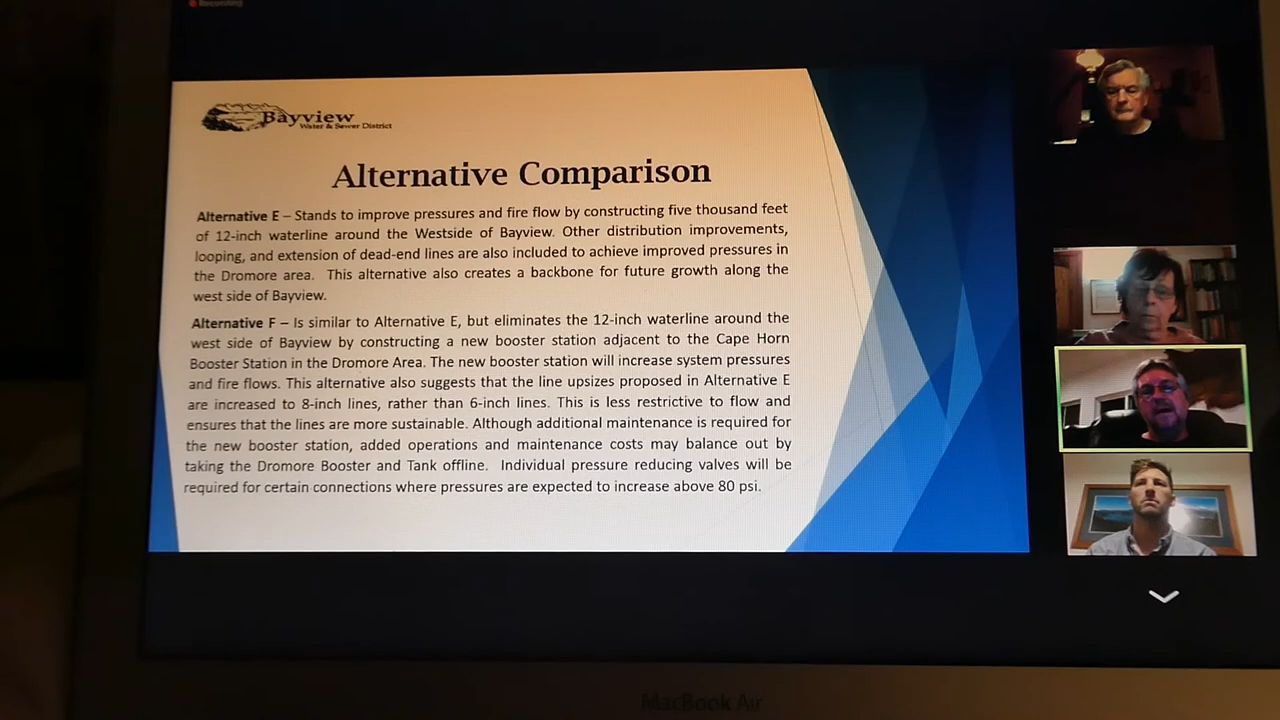 Recording
Bayview
Water & Sewer District
Alternative Comparison
Alternative E – Stands to improve pressures and fire flow by constructing five thousand feet
of 12-inch waterline around the Westside of Bayview. Other distribution improvements,
looping, and extension of dead-end lines are also included to achieve improved pressures in
the Dromore area. This alternative also creates a backbone for future growth along the
west side of Bayview.
Alternative F – Is similar to Alternative E, but eliminates the 12-inch waterline around the
west side of Bayview by constructing a new booster station adjacent to the Cape Horn
Booster Station in the Dromore Area. The new booster station will increase system pressures
and fire flows. This alternative also suggests that the line upsizes proposed in Alternative E
are increased to 8-inch lines, rather than 6-inch lines. This is less restrictive to flow and
ensures that the lines are more sustainable. Although additional maintenance is required for
the new booster station, added operations and maintenance costs may balance out by
taking the Dromore Booster and Tank offline. Individual pressure reducing valves will be
required for certain connections where pressures are expected to increase above 80 psi.
MacBook Air